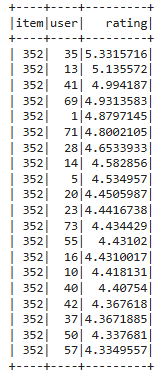 +----+----+---------+
|item|user|   rating|
+----+----+---------+
| 352|  35|5.3315716|
| 352|  13| 5.135572|
| 352|  41| 4.994187|
| 352|  69|4.9313583|
| 352|   1|4.8797145|
| 352|  71|4.8002105|
| 352|  28|4.6533933|
| 352|  14| 4.582856|
| 352|   5| 4.534957|
| 352|  20|4.4505987|
| 352|  23|4.4416738|
| 352|  73| 4.434429|
| 352|  55|  4.43102|
| 352|  16|4.4310017|
| 352|  10| 4.418131|
| 352|  40|  4.40754|
| 352|  42| 4.367618|
| 352|  37|4.3671885|
| 352|  50| 4.337681|
| 352|  57|4.3349557|
+----+----+---------+